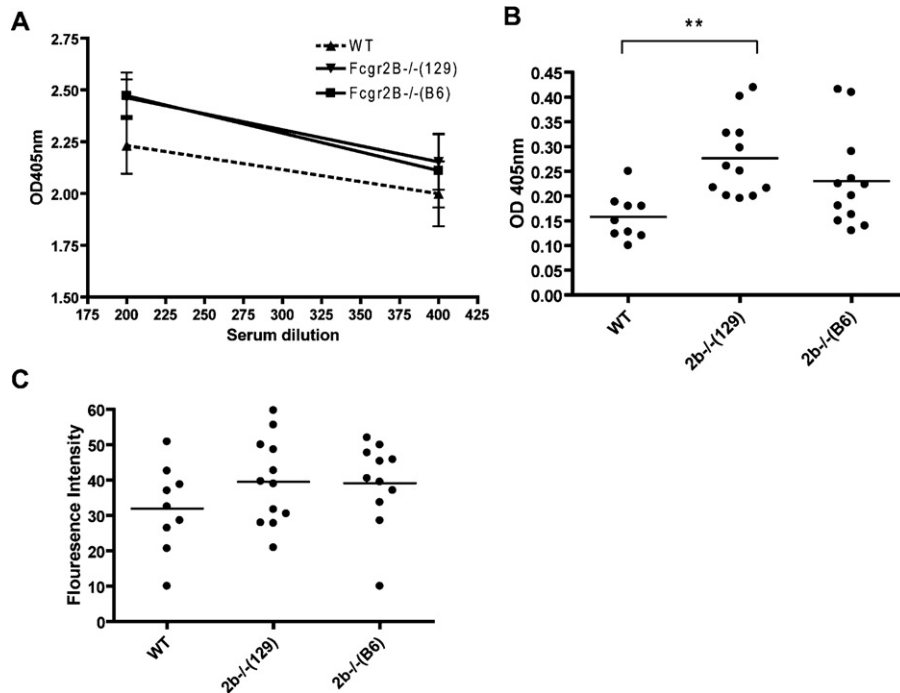 A
2.75
2.50
2.25
2.00
1.75
1.50
OD405nm
175 200 225 250 275 300 325 350 375 400 425
Serum dilution
WT
Fcgr2B-/-(129)
Fcgr2B-/-(B6)
B
**
0.45
0.40
0.35
0.30
0.25
0.20
0.15
0.10
0.05
0.00
OD 405nm
WT
2b-/-(129)
2b-/-(B6)
C
60
50
40
30
20
10
0
Flouresence Intensity
WT
2b-/-(129)
2b-/-(B6)